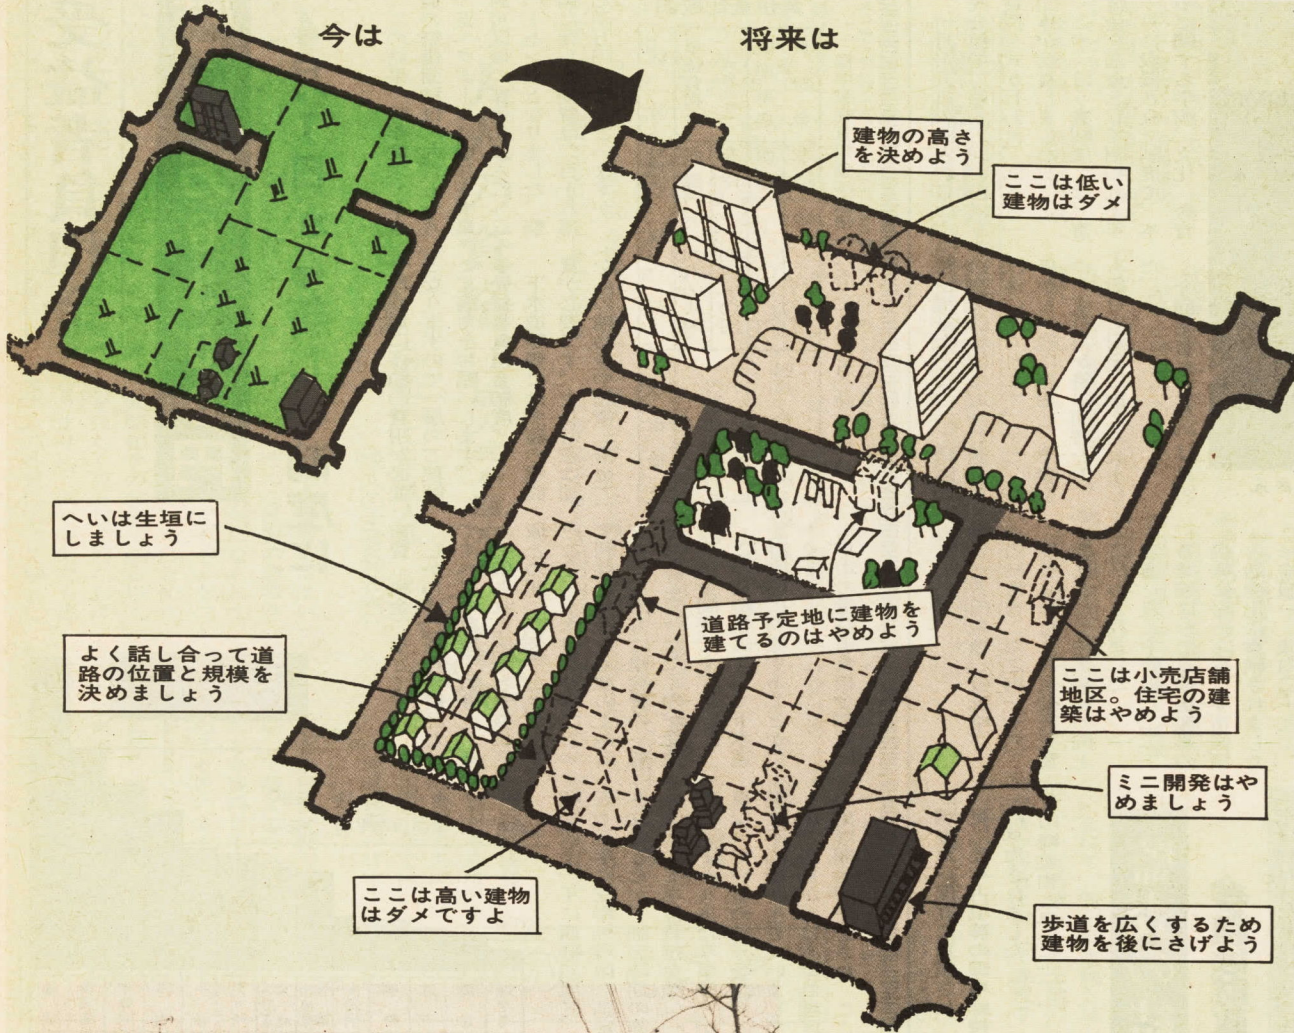 今は
将来は
建物の高さ
を決めよう
ここは低い
建物はダメ
へいは生垣に
しましょう
道路予定地に建物を
建てるのはやめよう
よく話し合って道
路の位置と規模を
決めましょう
ここは小売店舗
地区。住宅の建
築はやめよう
ミニ開発はや
めましょう
ここは高い建物
はダメですよ
歩道を広くするため
建物を後にさげよう